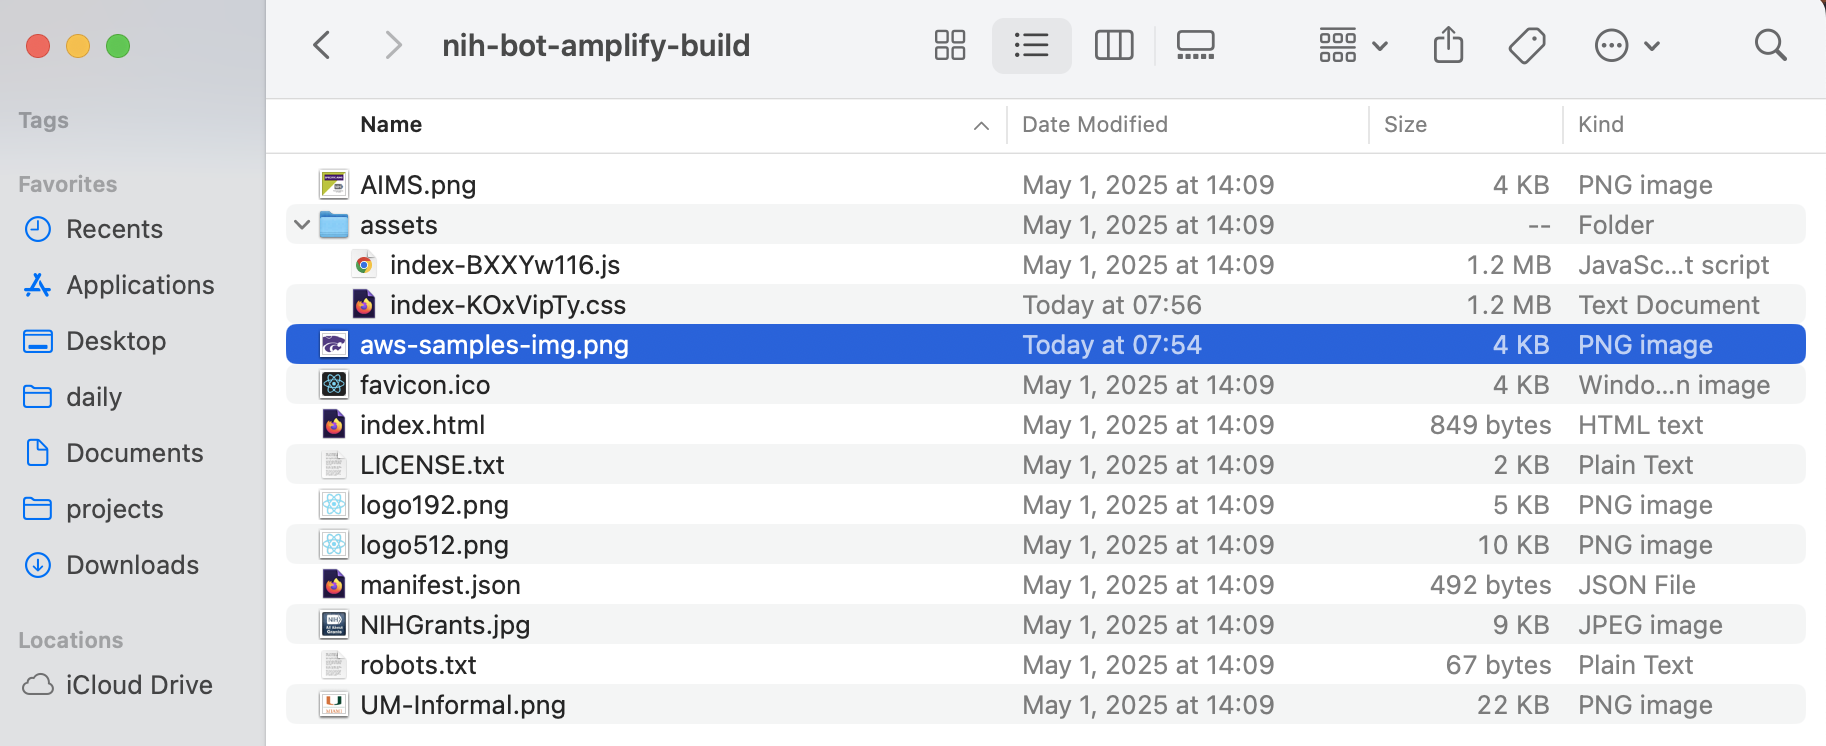 nih-bot-amplify-build
Tags
Favorites
Recents
Applications
Desktop
daily
Documents
projects
Downloads
Locations
iCloud Drive
Name Date Modified Size Kind
AIMS.png May 1, 2025 at 14:09 4 KB PNG image
assets May 1, 2025 at 14:09 -- Folder
index-BXXYw116.js May 1, 2025 at 14:09 1.2 MB JavaSc...t script
index-KOxVipTy.css Today at 07:56 1.2 MB Text Document
aws-samples-img.png Today at 07:54 4 KB PNG image
favicon.ico May 1, 2025 at 14:09 4 KB Windo...n image
index.html May 1, 2025 at 14:09 849 bytes HTML text
LICENSE.txt May 1, 2025 at 14:09 2 KB Plain Text
logo192.png May 1, 2025 at 14:09 5 KB PNG image
logo512.png May 1, 2025 at 14:09 10 KB PNG image
manifest.json May 1, 2025 at 14:09 492 bytes JSON File
NIHGrants.jpg May 1, 2025 at 14:09 9 KB JPEG image
robots.txt May 1, 2025 at 14:09 67 bytes Plain Text
UM-Informal.png May 1, 2025 at 14:09 22 KB PNG image